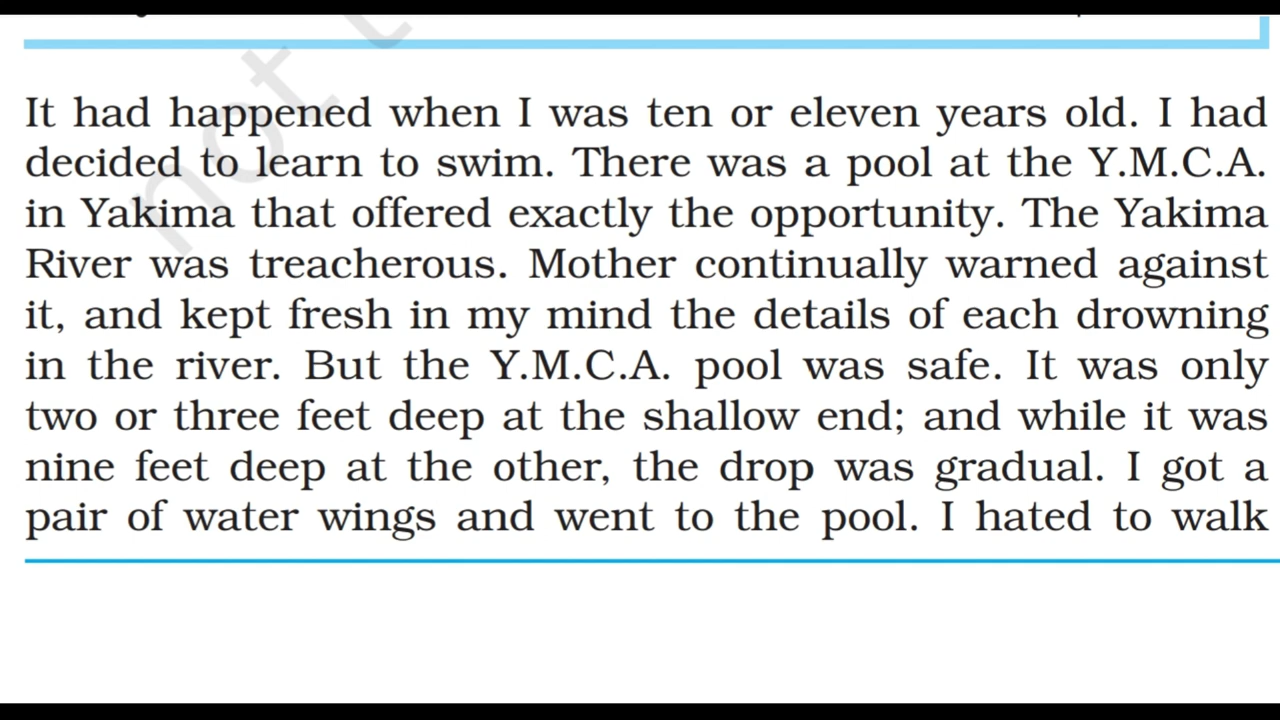 not
It had happened when I was ten or eleven years old. I had
decided to learn to swim. There was a pool at the Y.M.C.A.
in Yakima that offered exactly the opportunity. The Yakima
River was treacherous. Mother continually warned against
it, and kept fresh in my mind the details of each drowning
in the river. But the Y.M.C.A. pool was safe. It was only
two or three feet deep at the shallow end; and while it was
nine feet deep at the other, the drop was gradual. I got a
pair of water wings and went to the pool. I hated to walk